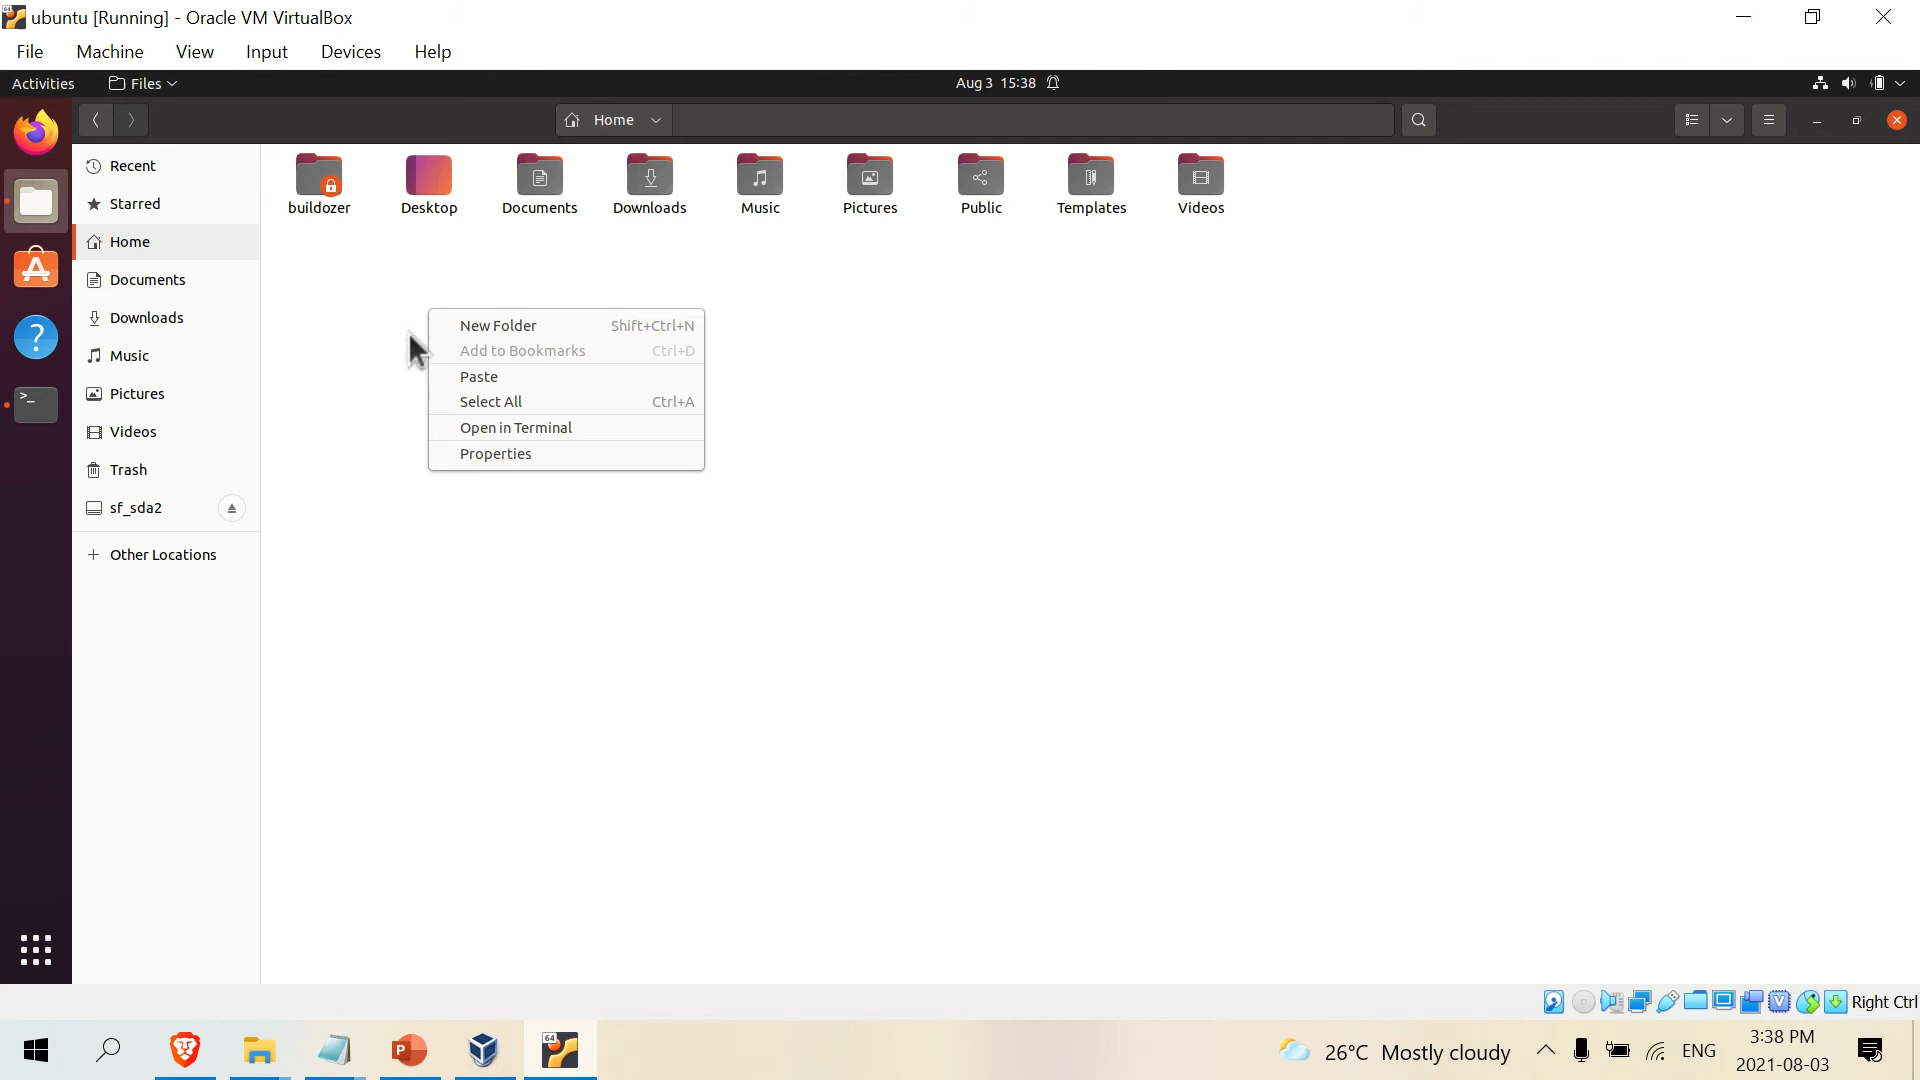 ubuntu [Running] - Oracle VM VirtualBox
File Machine View Input Devices Help
Activities Files Aug 3 15:38
Home
Recent
Starred
Home
Documents
Downloads
Music
Pictures
Videos
Trash
sf_sda2
Other Locations
buildozer Desktop Documents Downloads Music Pictures Public Templates Videos
New Folder Shift+Ctrl+N
Add to Bookmarks Ctrl+D
Paste
Select All Ctrl+A
Open in Terminal
Properties
Right Ctrl
26°C Mostly cloudy ENG
3:38 PM
2021-08-03